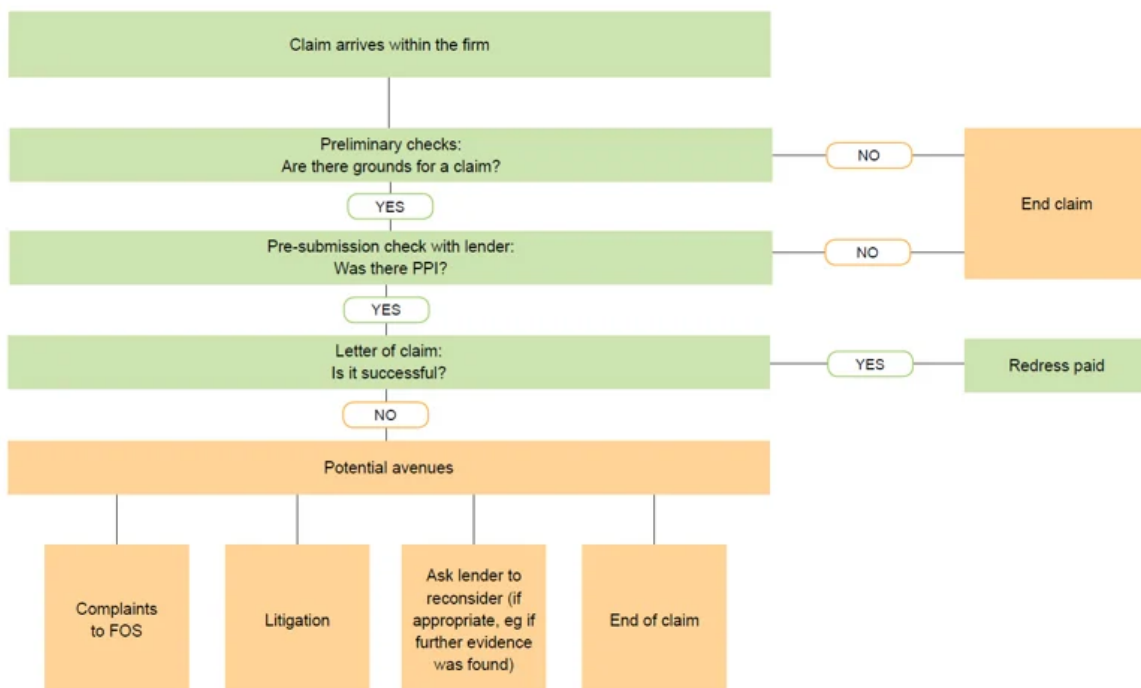 Claim arrives within the firm
Preliminary checks:
Are there grounds for a claim?
NO
End claim
YES
Pre-submission check with lender:
Was there PPI?
NO
YES
Letter of claim:
Is it successful?
YES
Redress paid
NO
Potential avenues
Complaints
to FOS
Litigation
Ask lender to
reconsider (if
appropriate, eg if
further evidence
was found)
End of claim